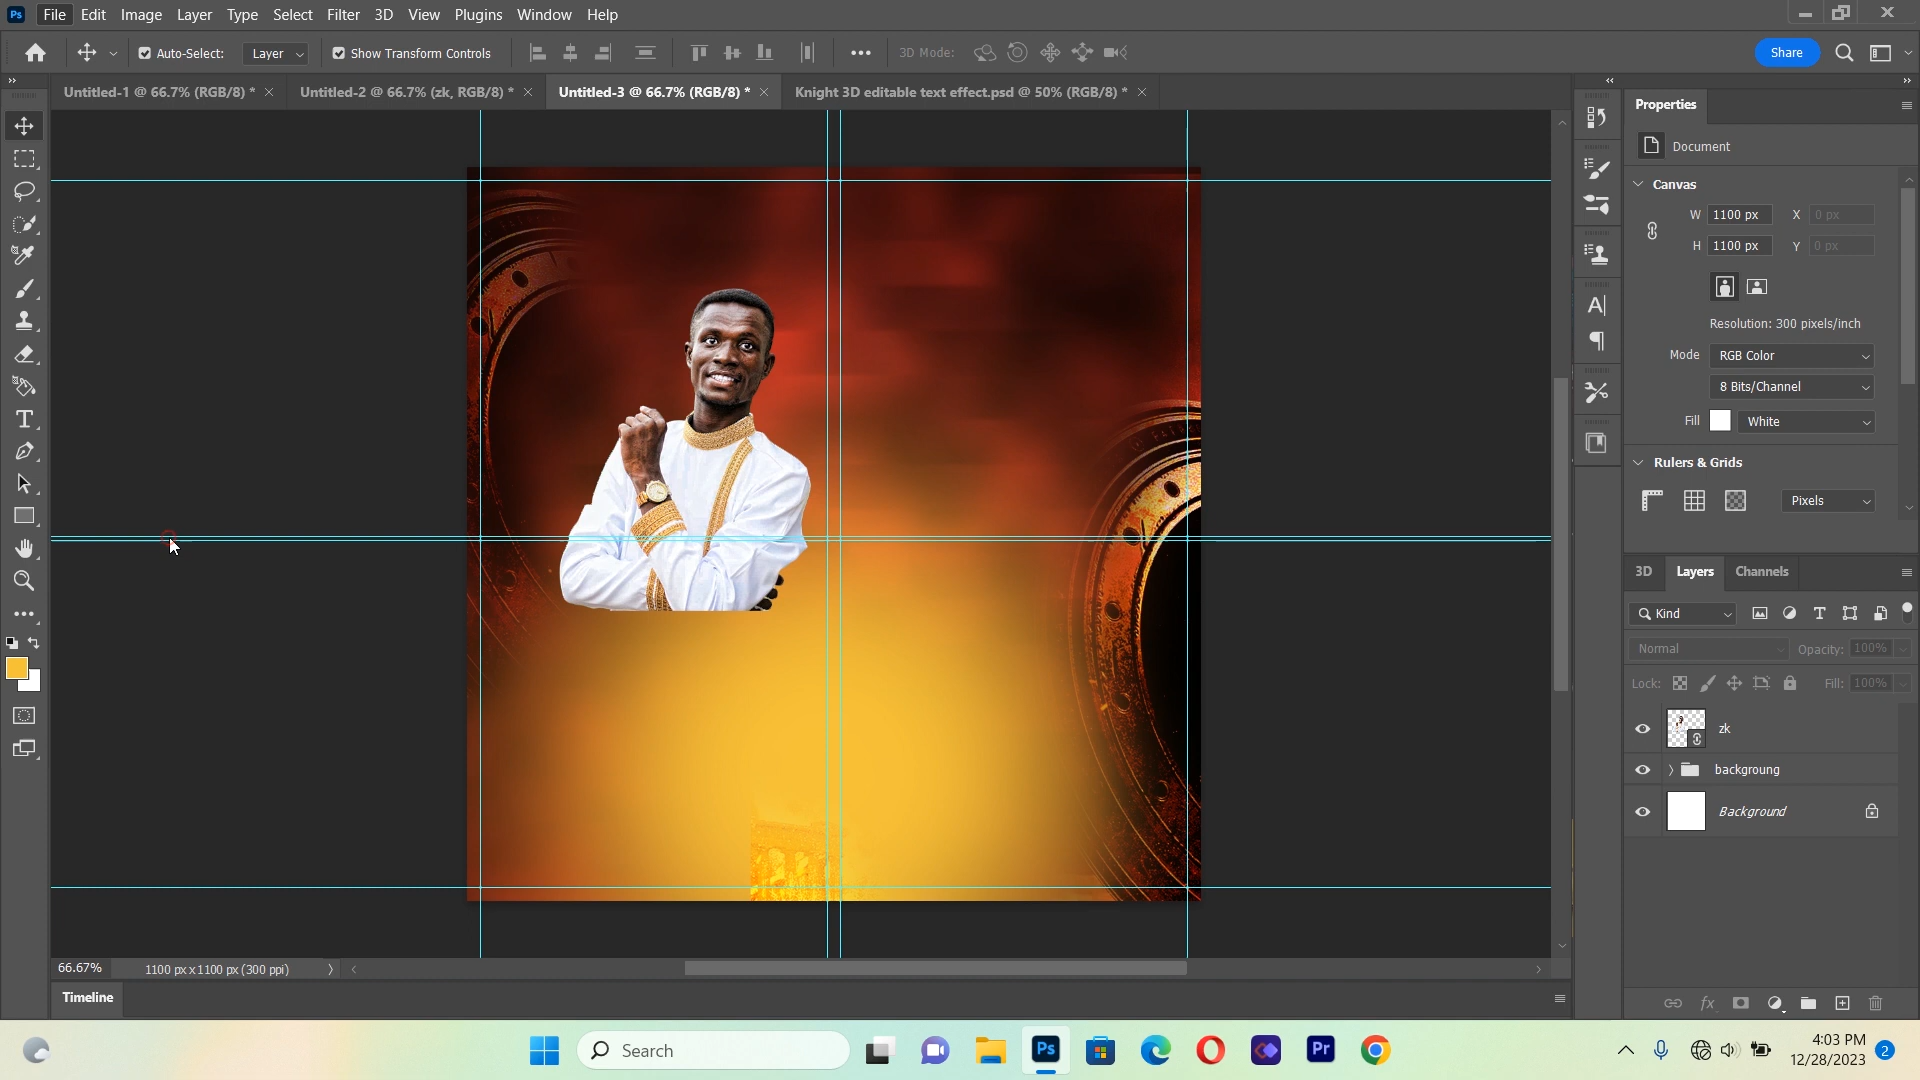 Ps File Edit Image Layer Type Select Filter 3D View Plugins Window Help
Auto-Select: Layer Show Transform Controls 3D Mode: Share
Untitled-1 @ 66.7% (RGB/8) * Untitled-2 @ 66.7% (zk, RGB/8) * Untitled-3 @ 66.7% (RGB/8) * Knight 3D editable text effect.psd @ 50% (RGB/8) *
Properties
Document
Canvas
W 1100 px X 0 px
H 1100 px Y 0 px
Resolution: 300 pixels/inch
Mode RGB Color
8 Bits/Channel
Fill White
Rulers & Grids
Pixels
3D Layers Channels
Kind
Normal Opacity: 100%
Lock: Fill: 100%
zk
backgroung
Background
66.67% 1100 px x 1100 px (300 ppi)
Timeline
Search
Ps
Pr
4:03 PM
12/28/2023
2